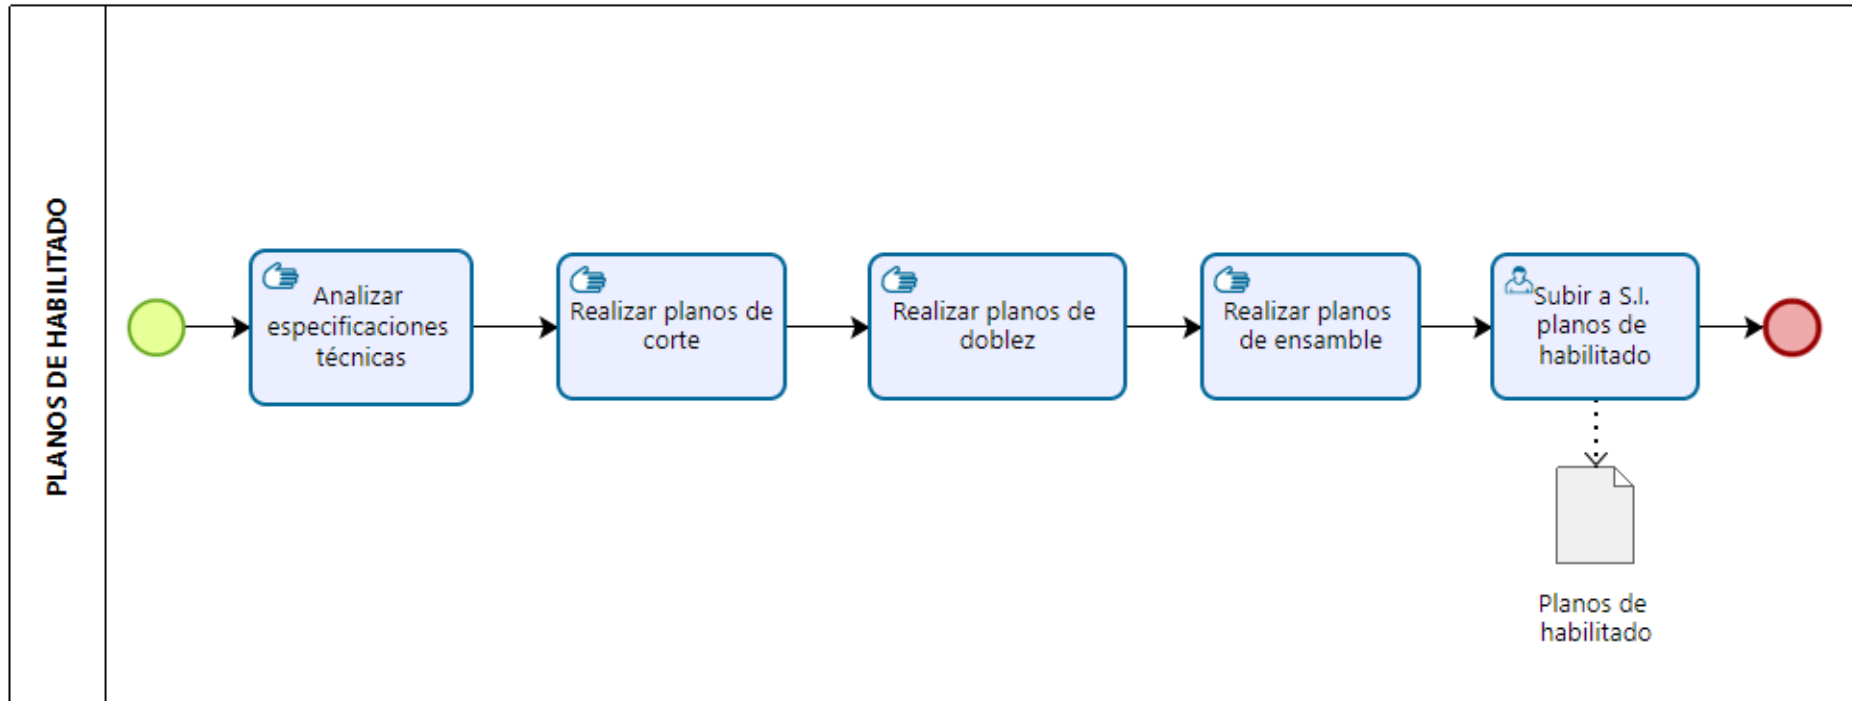 PLANOS DE HABILITADO
Analizar
especificaciones
técnicas
Realizar planos de
corte
Realizar planos de
doblez
Realizar planos
de ensamble
Subir a S.I.
planos de
habilitado
Planos de
habilitado